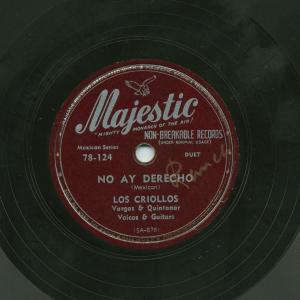 Majestic
"MIGHTY MONARCH OF THE AIR!"
NON-BREAKABLE RECORDS
(UNDER NORMAL USAGE)
Mexican Series
78-124
DUET
NO AY DERECHO
(Mexican)
LOS CRIOLLOS
Vargas & Quintanar
Voices & Guitars
(SA-876)